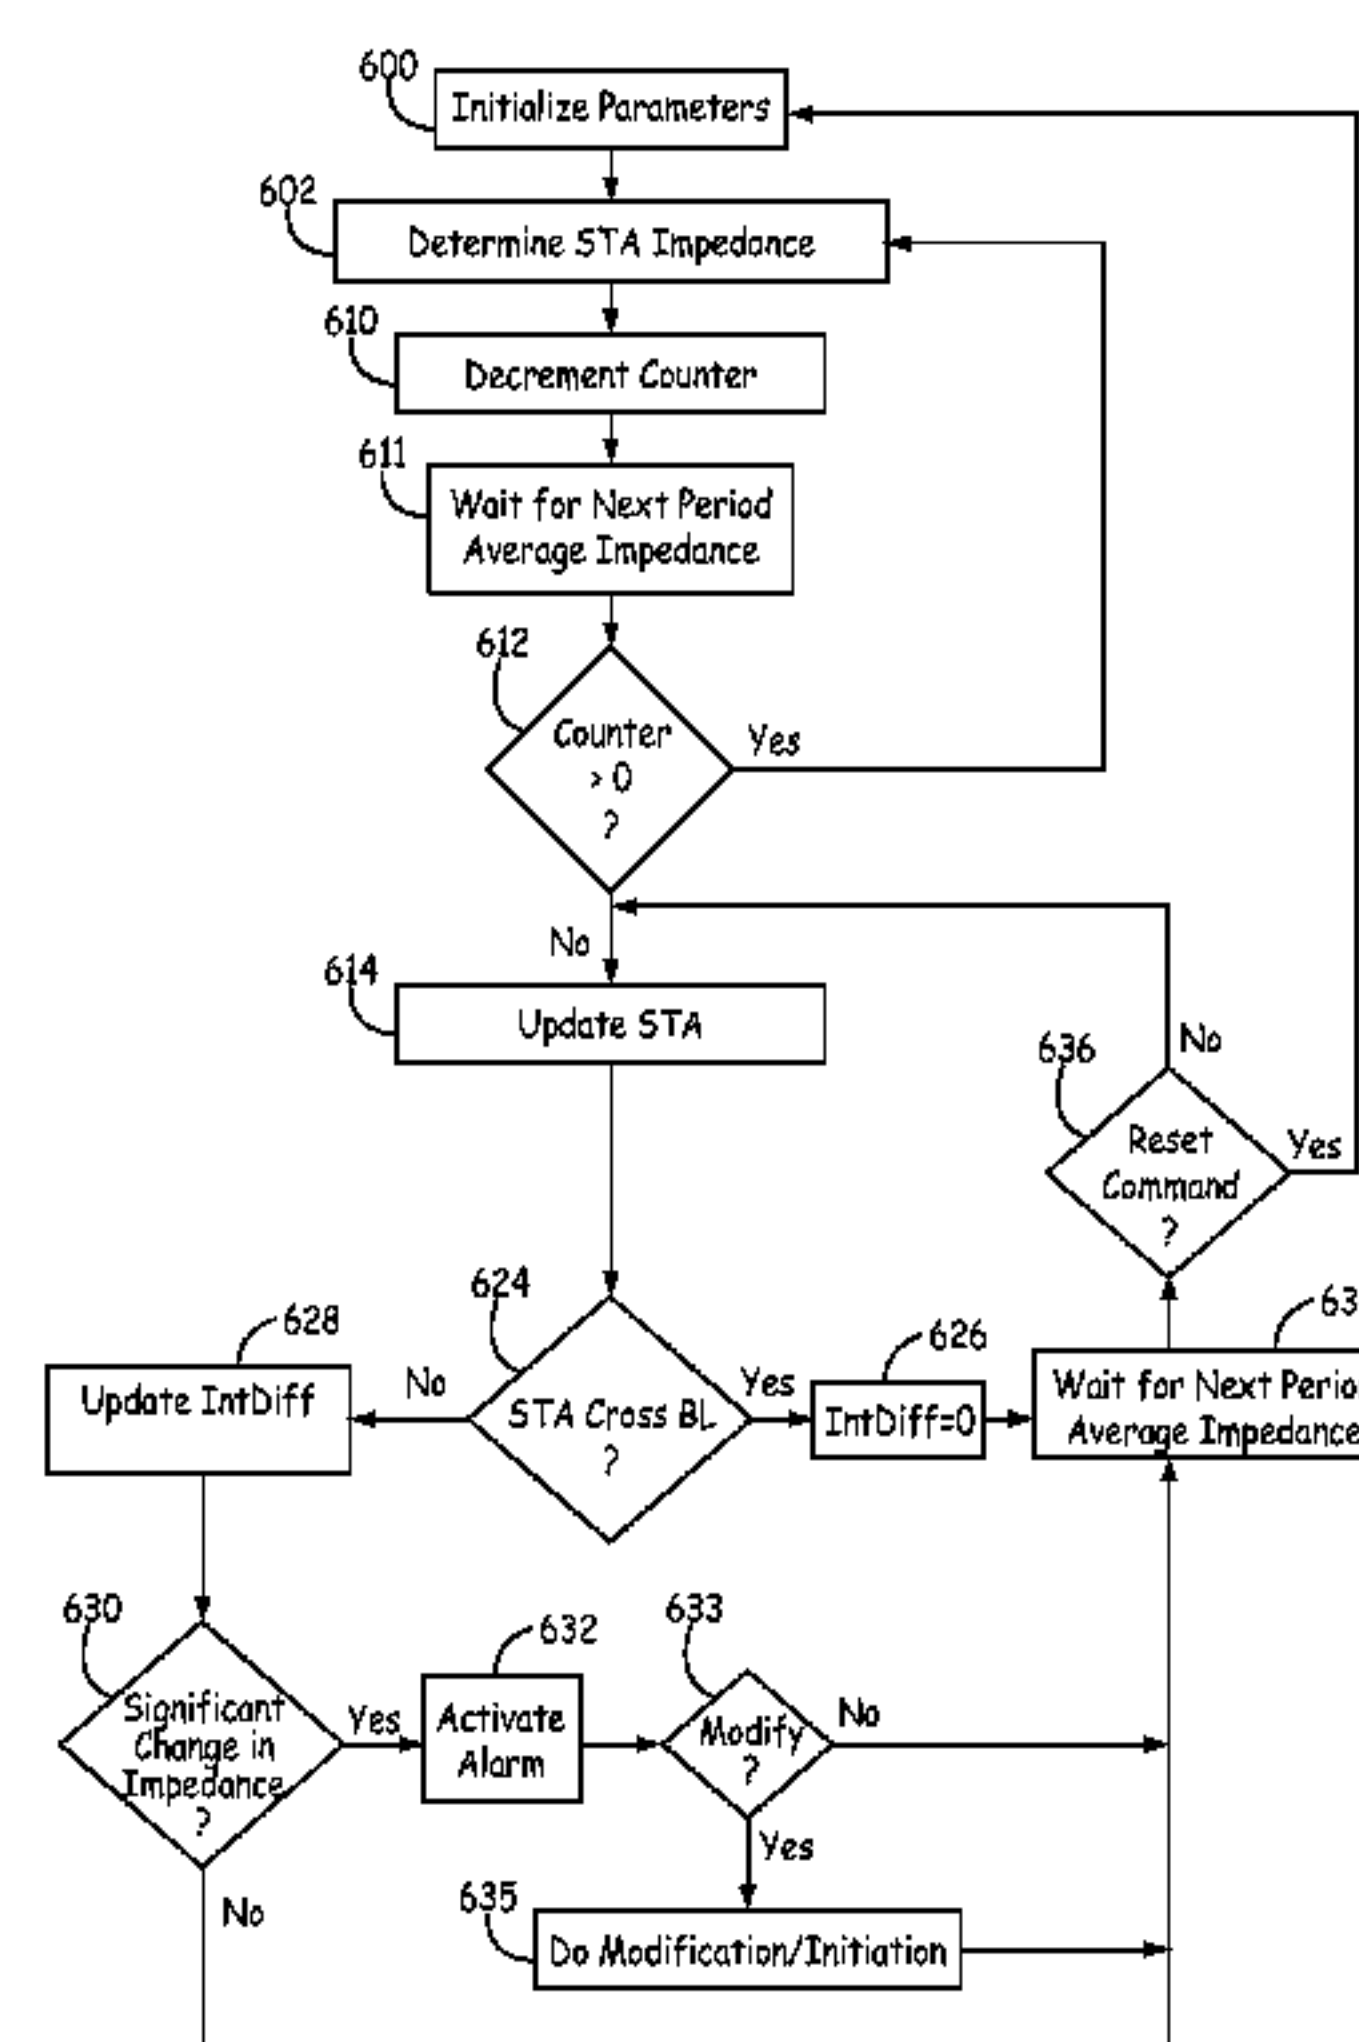 600
Initialize Parameters
602
Determine STA Impedance
610
Decrement Counter
611
Wait for Next Period
Average Impedance
612
Counter
> 0
?
Yes
No
614
Update STA
636
No
Reset
Command
?
Yes
624
STA Cross BL
?
No
Yes
628
Update IntDiff
626
IntDiff=0
Wait for Next
Average Impedance
630
Significant
Change in
Impedance
?
Yes
No
632
Activate
Alarm
633
Modify
?
No
Yes
635
Do Modification/Initiation